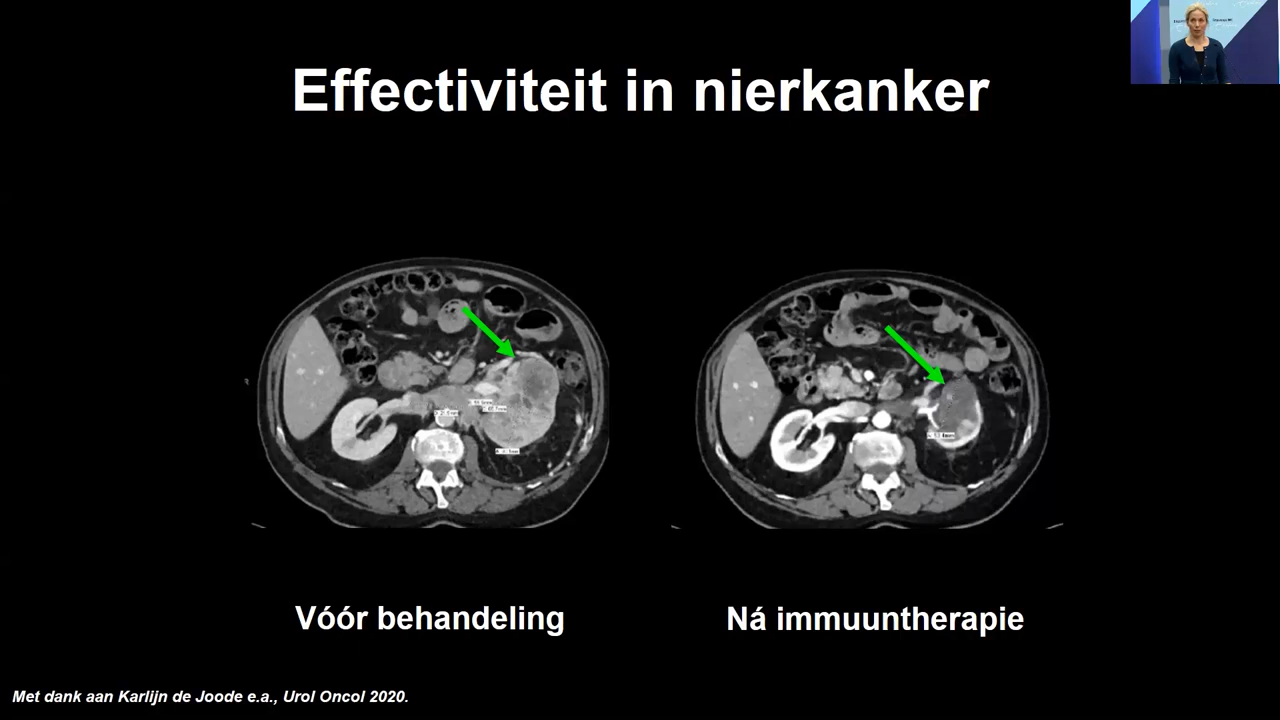 Effectiviteit in nierkanker
Vóór behandeling
Ná immuuntherapie
Met dank aan Karlijn de Joode e.a., Urol Oncol 2020.